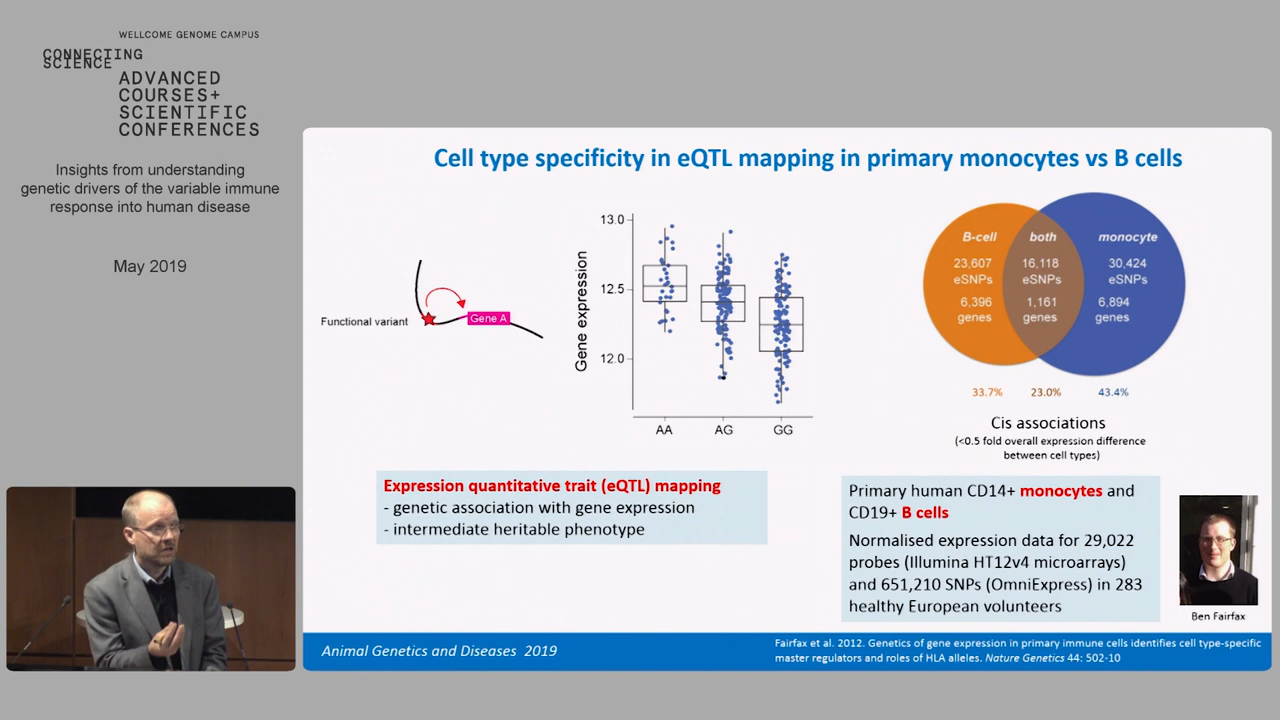 WELLCOME GENOME CAMPUS
CONNECTING
SCIENCE
ADVANCED
COURSES+
SCIENTIFIC
CONFERENCES
Insights from understanding
genetic drivers of the variable immune
response into human disease
May 2019
Cell type specificity in eQTL mapping in primary monocytes vs B cells
Functional variant
Gene A
Gene expression
13.0
12.5
12.0
AA
AG
GG
B-cell
both
monocyte
23,607
eSNPs
16,118
eSNPs
30,424
eSNPs
6,396
genes
1,161
genes
6,894
genes
33.7%
23.0%
43.4%
Cis associations
(<0.5 fold overall expression difference
between cell types)
Expression quantitative trait (eQTL) mapping
- genetic association with gene expression
- intermediate heritable phenotype
Primary human CD14+ monocytes and
CD19+ B cells
Normalised expression data for 29,022
probes (Illumina HT12v4 microarrays)
and 651,210 SNPs (OmniExpress) in 283
healthy European volunteers
Ben Fairfax
Animal Genetics and Diseases 2019
Fairfax et al. 2012. Genetics of gene expression in primary immune cells identifies cell type-specific
master regulators and roles of HLA alleles. Nature Genetics 44: 502-10